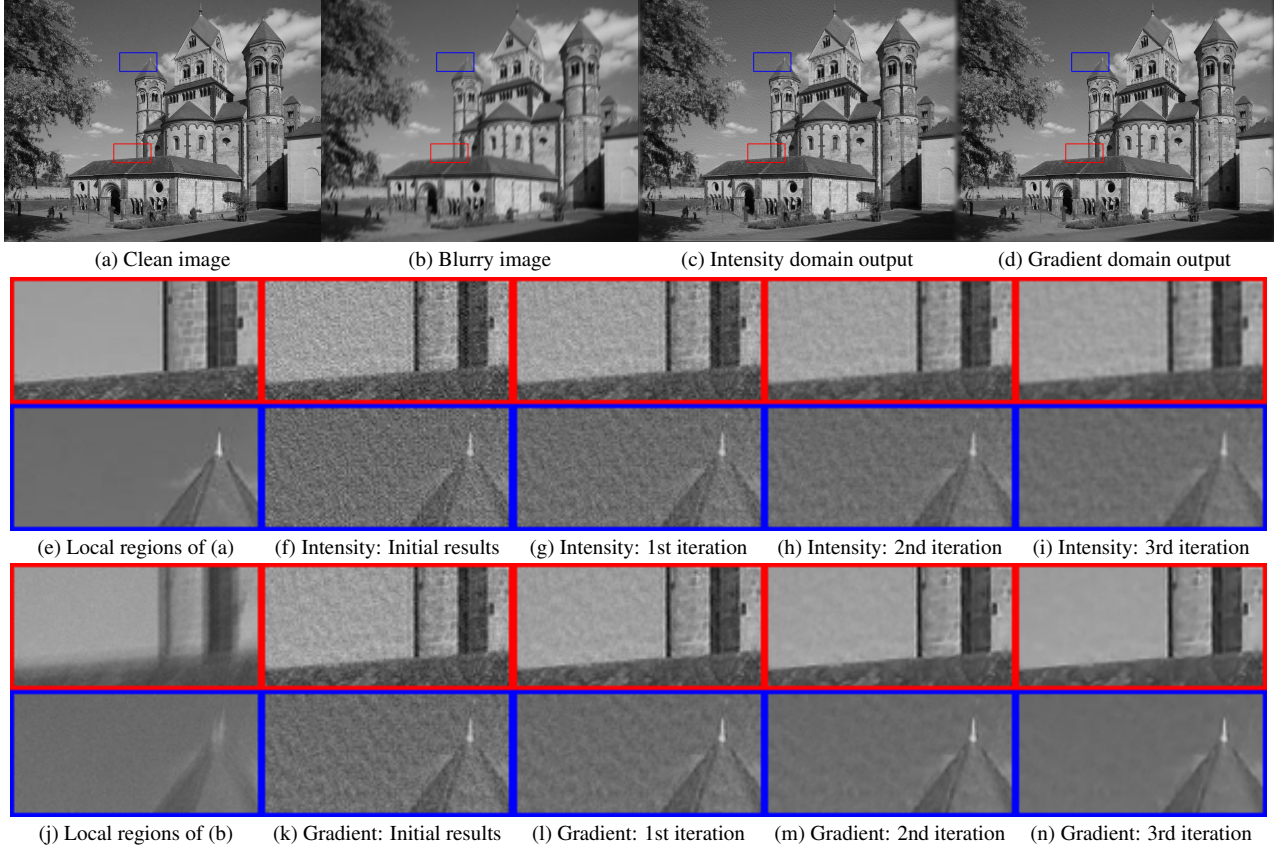 (a) Clean image (b) Blurry image (c) Intensity domain output (d) Gradient domain output
(e) Local regions of (a) (f) Intensity: Initial results (g) Intensity: 1st iteration (h) Intensity: 2nd iteration (i) Intensity: 3rd iteration
(j) Local regions of (b) (k) Gradient: Initial results (l) Gradient: 1st iteration (m) Gradient: 2nd iteration (n) Gradient: 3rd iteration